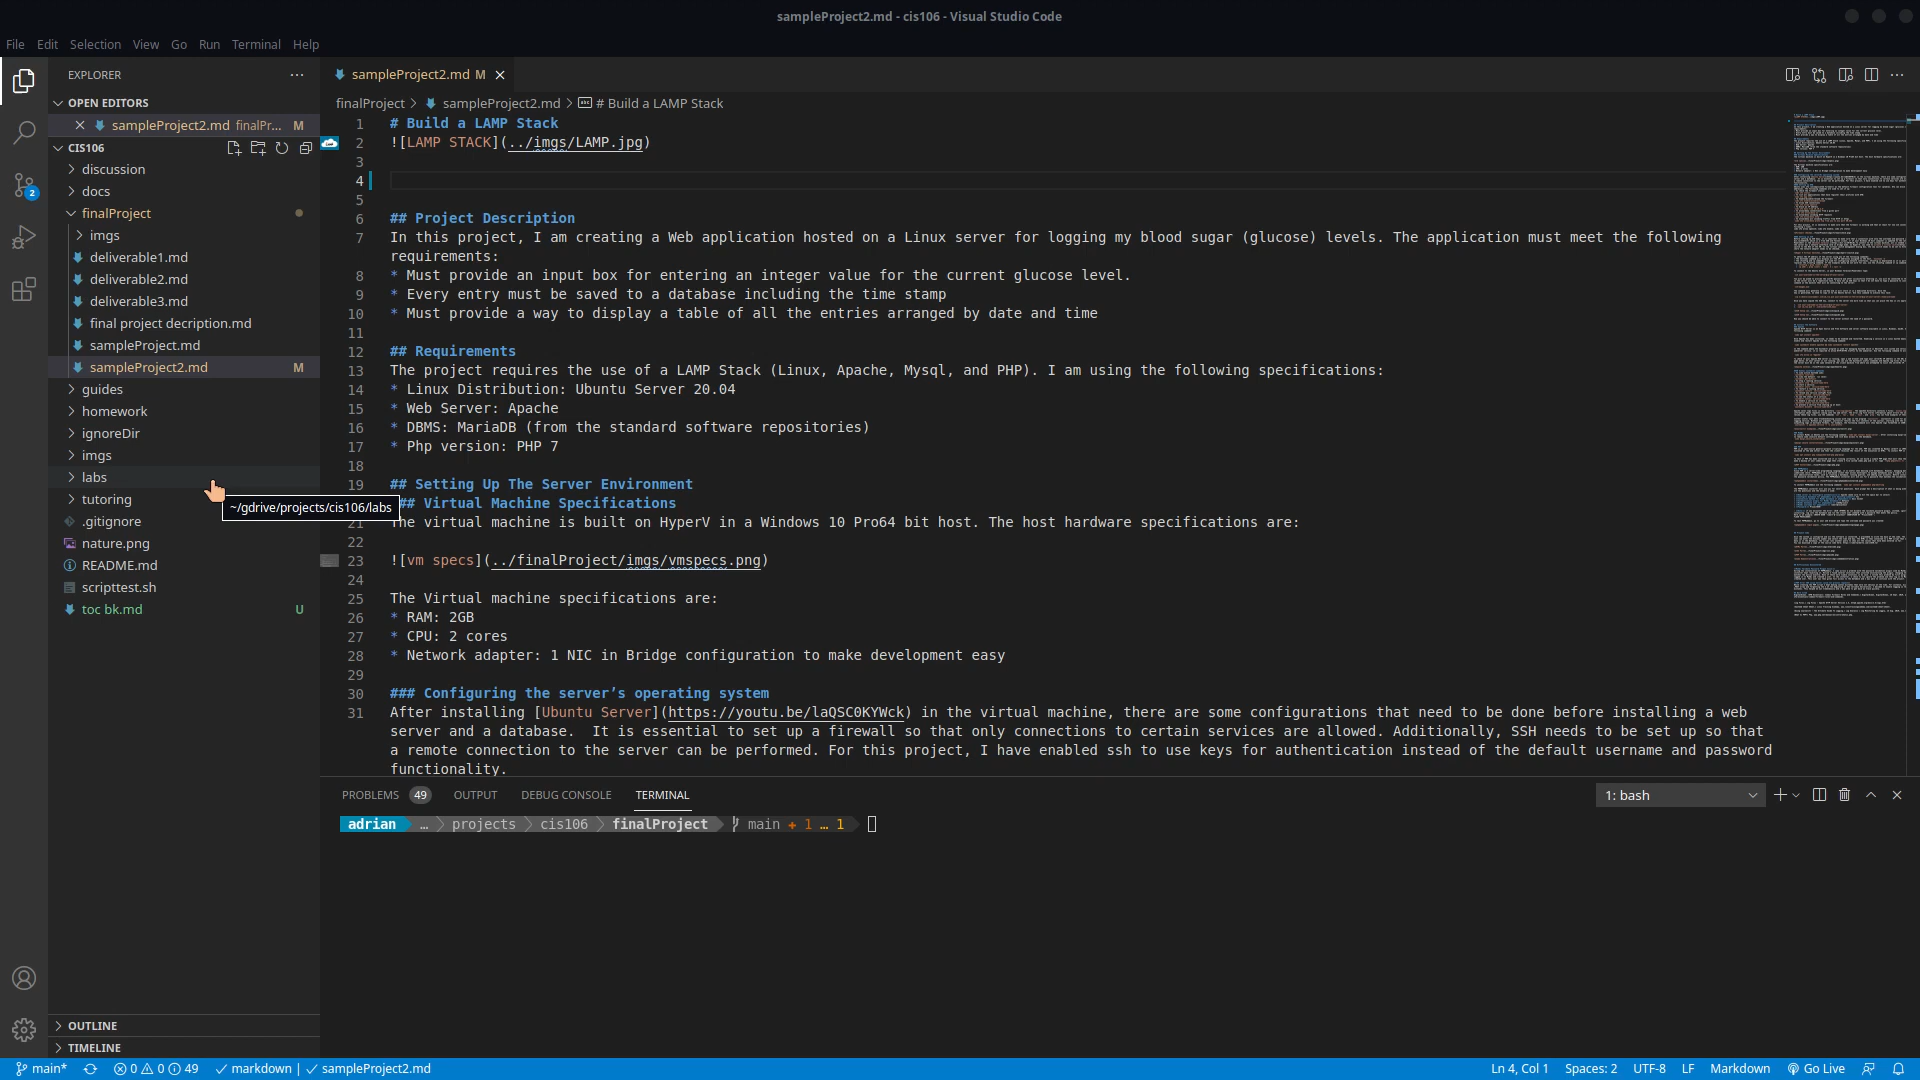 sampleProject2.md - cis106 - Visual Studio Code
File Edit Selection View Go Run Terminal Help
EXPLORER
OPEN EDITORS
sampleProject2.md finalPr... M
CIS106
discussion
docs
finalProject
imgs
deliverable1.md
deliverable2.md
deliverable3.md
final project decription.md
sampleProject.md
sampleProject2.md M
guides
homework
ignoreDir
imgs
labs
tutoring
.gitignore
nature.png
README.md
scripttest.sh
toc bk.md U
OUTLINE
TIMELINE
2
~/gdrive/projects/cis106/labs
sampleProject2.md M
finalProject > sampleProject2.md > # Build a LAMP Stack
1 # Build a LAMP Stack
2 ![LAMP STACK](../imgs/LAMP.jpg)
3
4
5
6 ## Project Description
7 In this project, I am creating a Web application hosted on a Linux server for logging my blood sugar (glucose) levels. The application must meet the following
requirements:
8 * Must provide an input box for entering an integer value for the current glucose level.
9 * Every entry must be saved to a database including the time stamp
10 * Must provide a way to display a table of all the entries arranged by date and time
11
12 ## Requirements
13 The project requires the use of a LAMP Stack (Linux, Apache, Mysql, and PHP). I am using the following specifications:
14 * Linux Distribution: Ubuntu Server 20.04
15 * Web Server: Apache
16 * DBMS: MariaDB (from the standard software repositories)
17 * Php version: PHP 7
18
19 ## Setting Up The Server Environment
## Virtual Machine Specifications
21 The virtual machine is built on HyperV in a Windows 10 Pro64 bit host. The host hardware specifications are:
22
23 ![vm specs](../finalProject/imgs/vmspecs.png)
24
25 The Virtual machine specifications are:
26 * RAM: 2GB
27 * CPU: 2 cores
28 * Network adapter: 1 NIC in Bridge configuration to make development easy
29
30 ### Configuring the server’s operating system
31 After installing [Ubuntu Server](https://youtu.be/laQSC0KYWck) in the virtual machine, there are some configurations that need to be done before installing a web
server and a database.  It is essential to set up a firewall so that only connections to certain services are allowed. Additionally, SSH needs to be set up so that
a remote connection to the server can be performed. For this project, I have enabled ssh to use keys for authentication instead of the default username and password
functionality.
PROBLEMS 49 OUTPUT DEBUG CONSOLE TERMINAL 1: bash
adrian … projects cis106 finalProject main + 1 … 1
main* 0 0 49 markdown | sampleProject2.md Ln 4, Col 1 Spaces: 2 UTF-8 LF Markdown Go Live